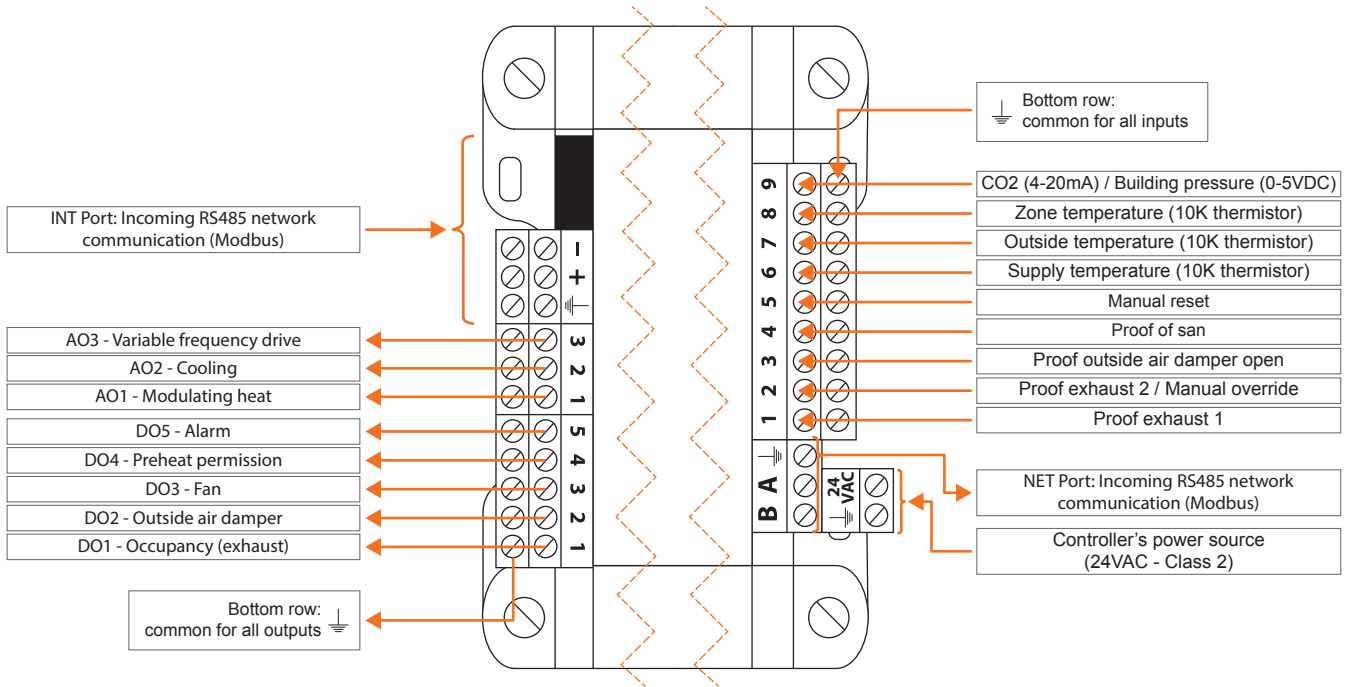 INT Port: Incoming RS485 network
communication (Modbus)
AO3 - Variable frequency drive
AO2 - Cooling
AO1 - Modulating heat
DO5 - Alarm
DO4 - Preheat permission
DO3 - Fan
DO2 - Outside air damper
DO1 - Occupancy (exhaust)
Bottom row:
common for all outputs
-
+
3
2
1
5
4
3
2
1
9
8
7
6
5
4
3
2
1
A
B
24
VAC
Bottom row:
common for all inputs
CO2 (4-20mA) / Building pressure (0-5VDC)
Zone temperature (10K thermistor)
Outside temperature (10K thermistor)
Supply temperature (10K thermistor)
Manual reset
Proof of san
Proof outside air damper open
Proof exhaust 2 / Manual override
Proof exhaust 1
NET Port: Incoming RS485 network
communication (Modbus)
Controller's power source
(24VAC - Class 2)